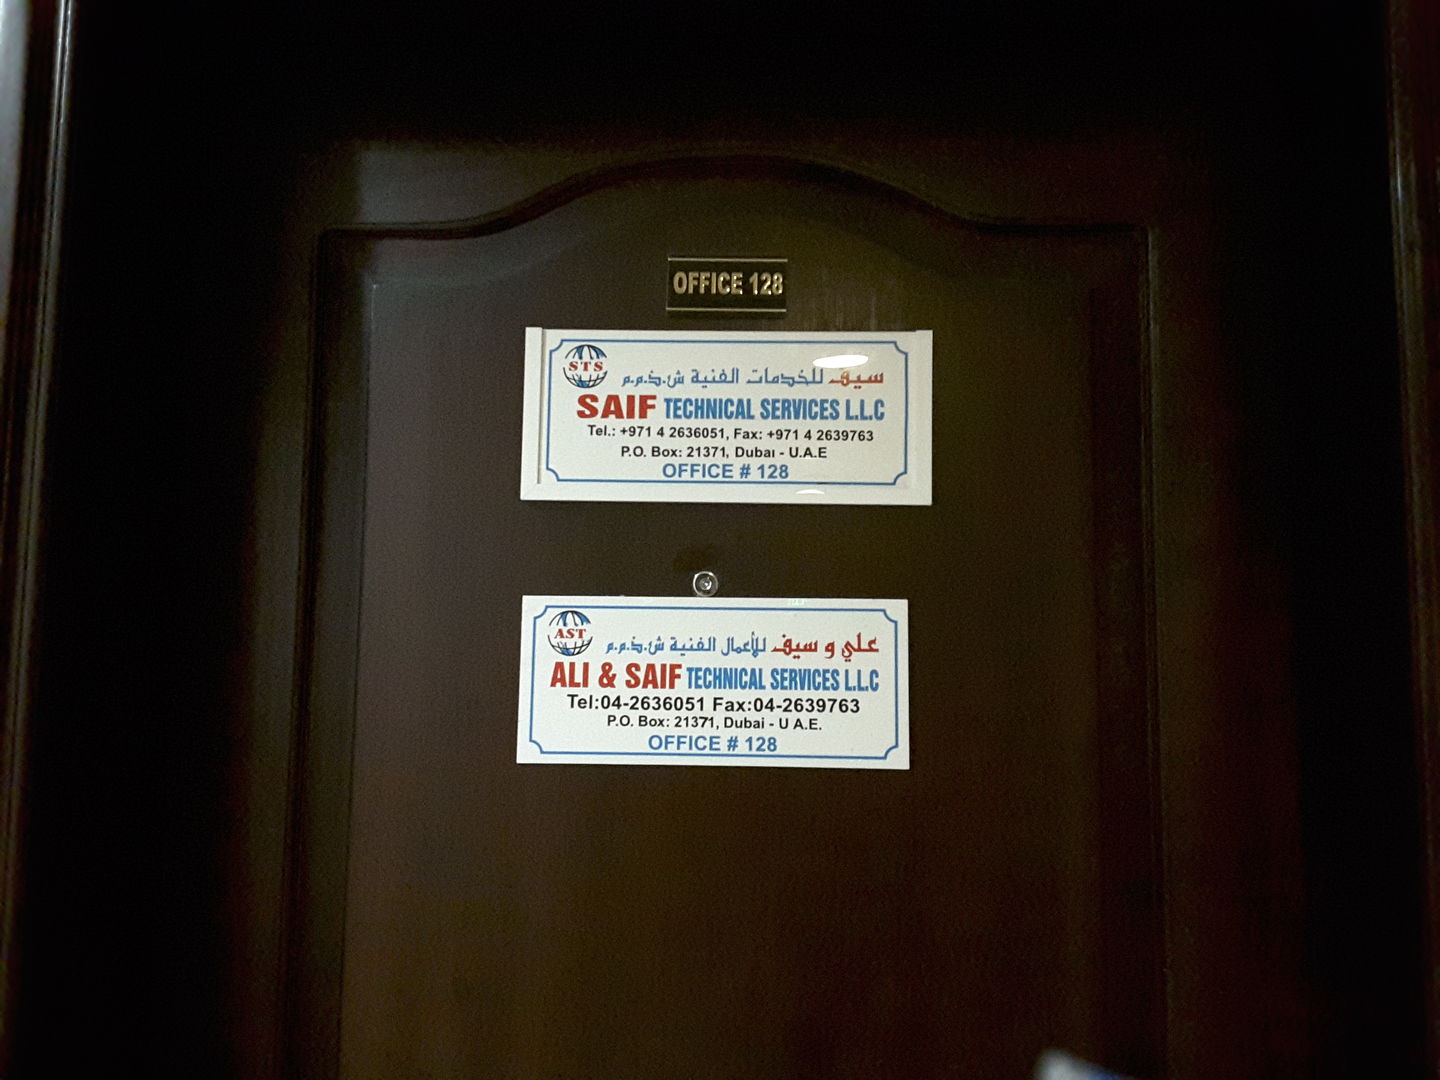 OFFICE 128
STS
سيف للخدمات الفنية ش.ذ.م.م
SAIF TECHNICAL SERVICES L.L.C
Tel.: +971 4 2636051, Fax: +971 4 2639763
P.O. Box: 21371, Dubai - U.A.E
OFFICE # 128
AST
علي و سيف للأعمال الفنية ش.ذ.م.م
ALI & SAIF TECHNICAL SERVICES L.L.C
Tel:04-2636051 Fax:04-2639763
P.O. Box: 21371, Dubai - U A.E.
OFFICE # 128